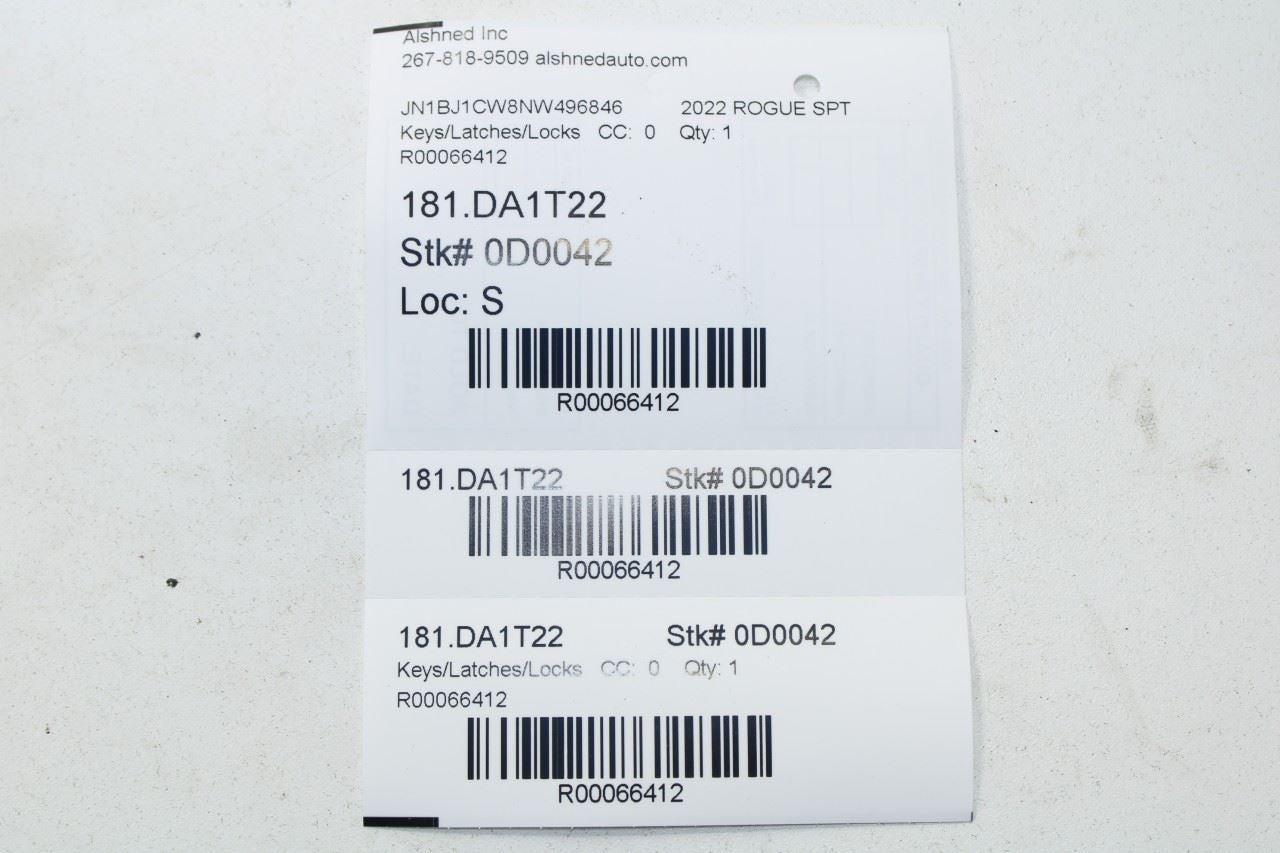 Alshned Inc
267-818-9509 alshnedauto.com
JN1BJ1CW8NW496846 2022 ROGUE SPT
Keys/Latches/Locks CC: 0 Qty: 1
R00066412
181.DA1T22
Stk# 0D0042
Loc: S
R00066412
181.DA1T22 Stk# 0D0042
R00066412
181.DA1T22 Stk# 0D0042
Keys/Latches/Locks CC: 0 Qty: 1
R00066412
R00066412